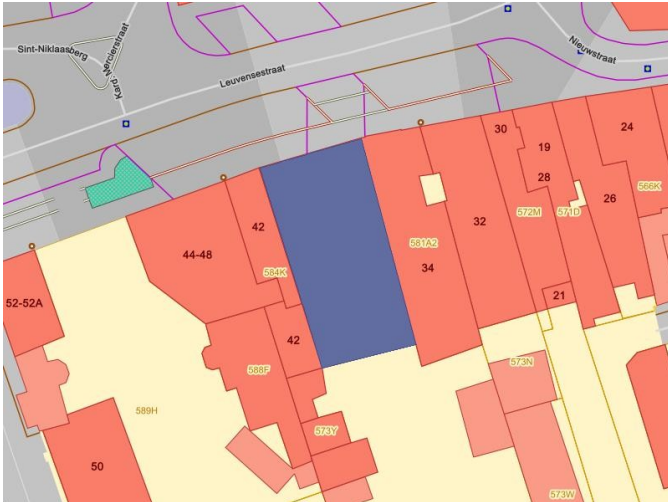 Sint-Niklaasberg
Kard. Mercierstraat
Leuvensestraat
Nieuwstraat
24
30
19
28
566K
42
26
572M
571D
32
581A2
44-48
584K
34
52-52A
21
42
588F
573N
589H
573Y
50
573W